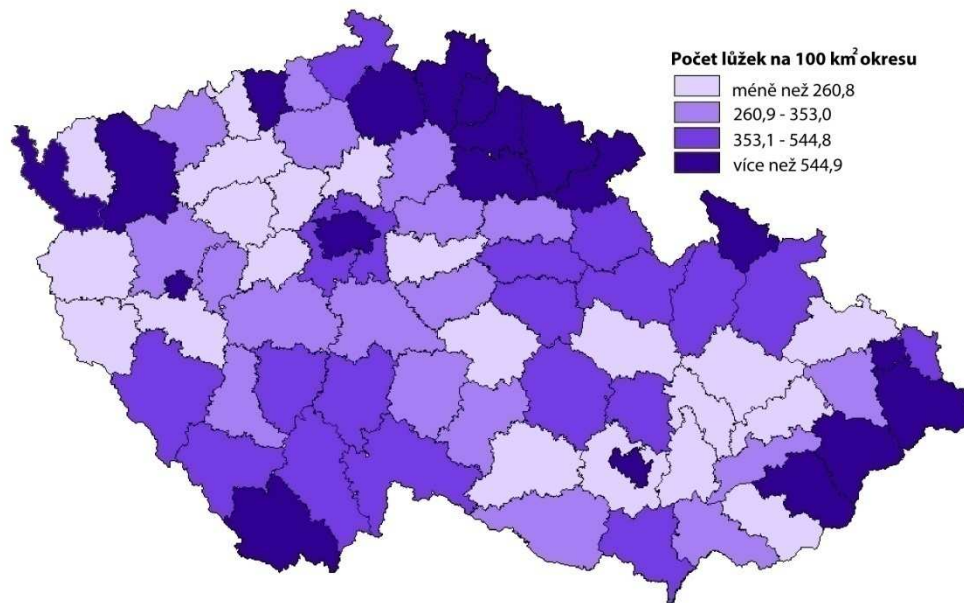 Počet lůžek na 100 km² okresu
méně než 260,8
260,9 - 353,0
353,1 - 544,8
více než 544,9